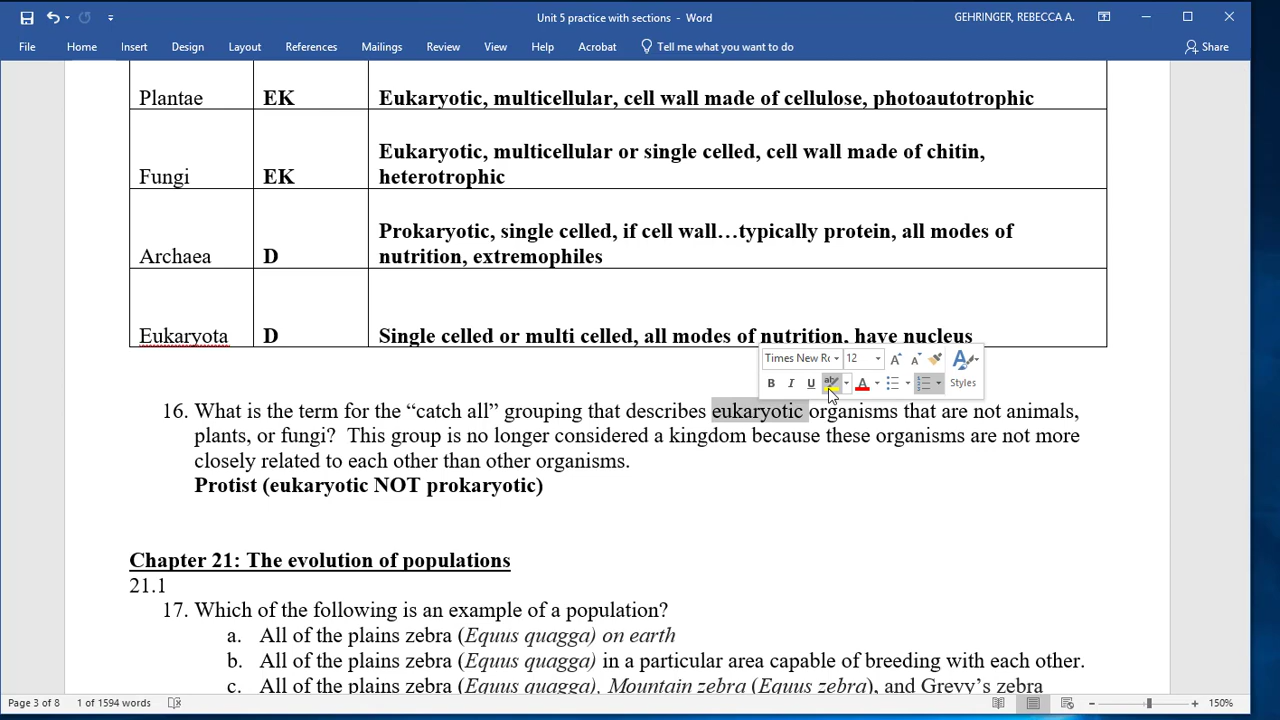 Unit 5 practice with sections - Word GEHRINGER, REBECCA A.
File Home Insert Design Layout References Mailings Review View Help Acrobat Tell me what you want to do Share
Plantae EK Eukaryotic, multicellular, cell wall made of cellulose, photoautotrophic
Eukaryotic, multicellular or single celled, cell wall made of chitin,
Fungi EK heterotrophic
Prokaryotic, single celled, if cell wall…typically protein, all modes of
Archaea D nutrition, extremophiles
Eukaryota D Single celled or multi celled, all modes of nutrition, have nucleus
Times New Ro 12
B I U ab A Styles
16. What is the term for the “catch all” grouping that describes eukaryotic organisms that are not animals,
plants, or fungi? This group is no longer considered a kingdom because these organisms are not more
closely related to each other than other organisms.
Protist (eukaryotic NOT prokaryotic)
Chapter 21: The evolution of populations
21.1
17. Which of the following is an example of a population?
a. All of the plains zebra (Equus quagga) on earth
b. All of the plains zebra (Equus quagga) in a particular area capable of breeding with each other.
c. All of the plains zebra (Equus quagga), Mountain zebra (Equus zebra), and Grevy’s zebra
Page 3 of 8 1 of 1594 words 150%